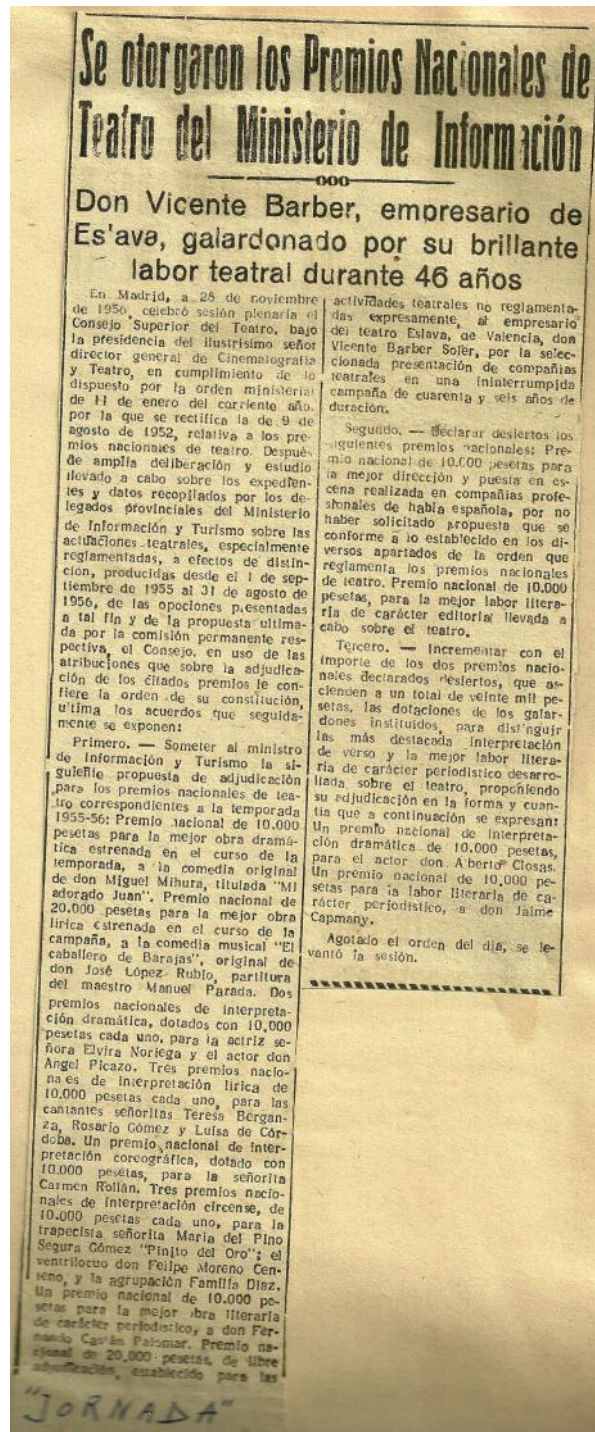 Se otorgaron los Premios Nacionales de
Teatro del Ministerio de Información
ooo
Don Vicente Barber, emoresario de
Es'ava, galardonado por su brillante
labor teatral durante 46 años
En Madrid, a 28 de noviembre
de 1956, celebró sesión plenaria el
Consejo Superior del Teatro, bajo
la presidencia del ilustrísimo señor
director general de Cinematografía
y Teatro, en cumplimiento de lo
dispuesto por la orden ministerial
de 11 de enero del corriente año,
por la que se rectifica la de 9 de
agosto de 1952, relativa a los pre-
mios nacionales de teatro. Después
de amplia deliberación y estudio
llevado a cabo sobre los expedien-
tes y datos recopilados por los de-
legados provinciales del Ministerio
de Información y Turismo sobre las
actuaciones teatrales, especialmente
reglamentadas, a efectos de distin-
ción, producidas desde el 1 de sep-
tiembre de 1955 al 31 de agosto de
1956, de las opociones presentadas
a tal fin y de la propuesta ultima-
da por la comisión permanente res-
pectiva, el Consejo, en uso de las
atribuciones que sobre la adjudica-
ción de los citados premios le con-
fiere la orden de su constitución,
ultima los acuerdos que seguida-
mente se exponen:
Primero. — Someter al ministro
de Información y Turismo la si-
guiente propuesta de adjudicación
para los premios nacionales de tea-
tro correspondientes a la temporada
1955-56: Premio nacional de 10.000
pesetas para la mejor obra dramá-
tica estrenada en el curso de la
temporada, a la comedia original
de don Miguel Mihura, titulada "Mi
adorado Juan". Premio nacional de
20.000 pesetas para la mejor obra
lírica estrenada en el curso de la
campaña, a la comedia musical "El
caballero de Barajas", original de
don José López Rubio, partitura
del maestro Manuel Parada. Dos
premios nacionales de interpreta-
ción dramática, dotados con 10.000
pesetas cada uno, para la actriz se-
ñora Elvira Noriega y el actor don
Angel Picazo. Tres premios nacio-
na es de interpretación lírica de
10.000 pesetas cada uno, para las
cantantes señoritas Teresa Bergan-
za, Rosario Gómez y Luisa de Cór-
doba. Un premio nacional de inter-
pretación coreográfica, dotado con
10.000 pesetas, para la señorita
Carmen Rollán. Tres premios nacio-
nales de interpretación circense, de
10.000 pesetas cada uno, para la
trapecista señorita María del Pino
Segura Gómez "Pinito del Oro"; el
ventrílocuo don Felipe Moreno Cen-
teno, y la agrupación Familia Díaz.
Un premio nacional de 10.000 pe-
setas para la mejor obra literaria
de carácter periodístico, a don Fer-
nando Castán Palomar. Premio na-
cional de 20.000 pesetas, de libre
adjudicación, establecido para las
actividades teatrales no reglamenta-
das expresamente, al empresario
del teatro Eslava, de Valencia, don
Vicente Barber Soler, por la selec-
cionada presentación de compañías
teatrales en una ininterrumpida
campaña de cuarenta y seis años de
duración.
Segundo. — Declarar desiertos los
siguientes premios nacionales: Pre-
mio nacional de 10.000 pesetas para
la mejor dirección y puesta en es-
cena realizada en compañías profe-
sionales de habla española, por no
haber solicitado propuesta que se
conforme a lo establecido en los di-
versos apartados de la orden que
reglamenta los premios nacionales
de teatro. Premio nacional de 10.000
pesetas, para la mejor labor litera-
ria de carácter editorial llevada a
cabo sobre el teatro.
Tercero. — Incrementar con el
importe de los dos premios nacio-
nales declarados desiertos, que as-
cienden a un total de veinte mil pe-
setas, las dotaciones de los galar-
dones instituidos, para distinguir
las más destacada interpretación
de verso y la mejor labor litera-
ria de carácter periodístico desarro-
llada sobre el teatro, proponiendo
su adjudicación en la forma y cuan-
tía que a continuación se expresan:
Un premio nacional de interpreta-
ción dramática de 10.000 pesetas,
para el actor don A'berto Closas.
Un premio nacional de 10.000 pe-
setas para la labor literaria de ca-
rácter periodístico, a don Jaime
Capmany.
Agotado el orden del día, se le-
vantó la sesión.
"JORNADA"